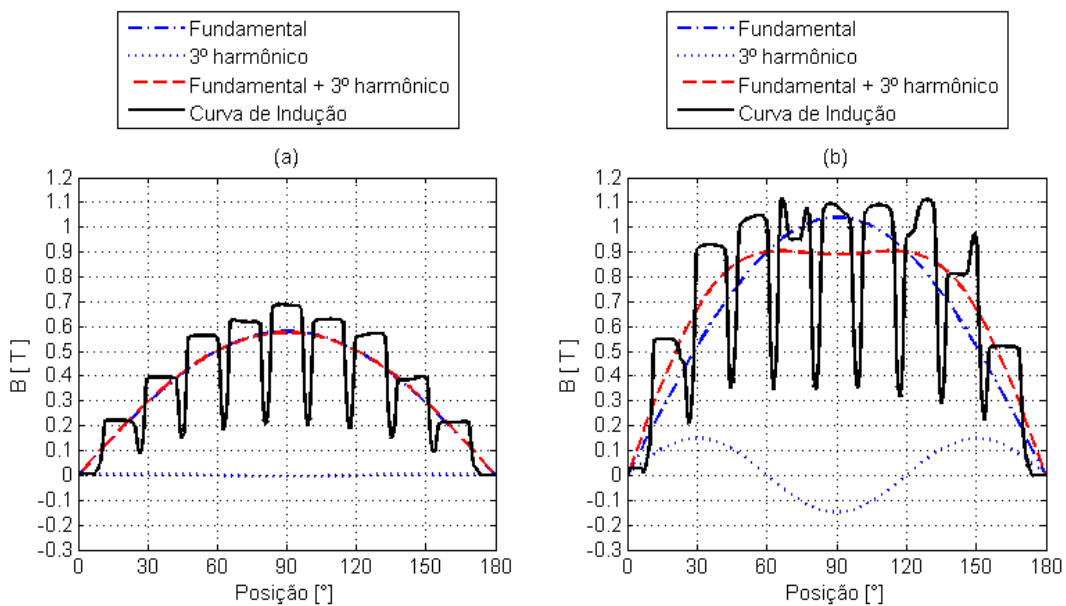 Fundamental
3º harmônico
Fundamental + 3º harmônico
Curva de Indução
(a)
1.2
1.1
1
0.9
0.8
0.7
0.6
0.5
0.4
0.3
0.2
0.1
0
-0.1
-0.2
-0.3
B [ T ]
0 30 60 90 120 150 180
Posição [°]
Fundamental
3º harmônico
Fundamental + 3º harmônico
Curva de Indução
(b)
1.2
1.1
1
0.9
0.8
0.7
0.6
0.5
0.4
0.3
0.2
0.1
0
-0.1
-0.2
-0.3
B [ T ]
0 30 60 90 120 150 180
Posição [°]